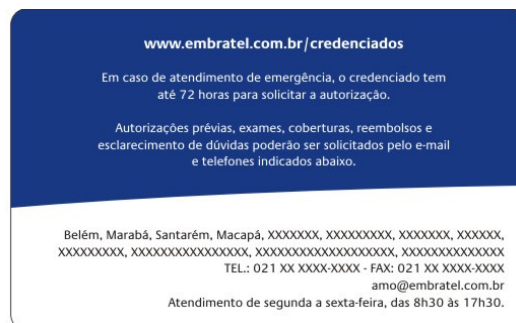 www.embratel.com.br/credenciados
Em caso de atendimento de emergência, o credenciado tem
até 72 horas para solicitar a autorização.
Autorizações prévias, exames, coberturas, reembolsos e
esclarecimento de dúvidas poderão ser solicitados pelo e-mail
e telefones indicados abaixo.
Belém, Marabá, Santarém, Macapá, XXXXXXX, XXXXXXXXX, XXXXXXX, XXXXXX,
XXXXXXXXX, XXXXXXXXXXXXXXXX, XXXXXXXXXXXXXXXXXXX, XXXXXXXXXXXXXX
TEL.: 021 XX XXXX-XXXX - FAX: 021 XX XXXX-XXXX
amo@embratel.com.br
Atendimento de segunda a sexta-feira, das 8h30 às 17h30.